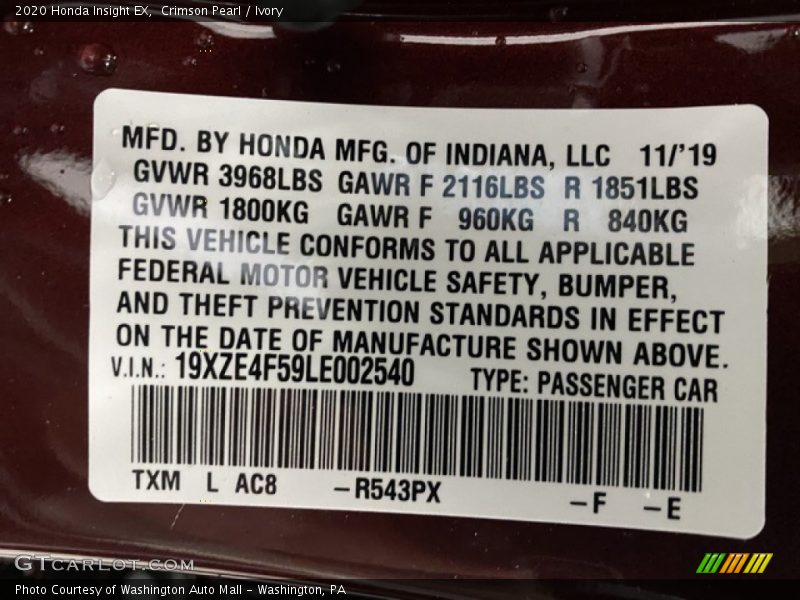 2020 Honda Insight EX, Crimson Pearl / Ivory
MFD. BY HONDA MFG. OF INDIANA, LLC 11/'19
GVWR 3968LBS GAWR F 2116LBS R 1851LBS
GVWR 1800KG GAWR F 960KG R 840KG
THIS VEHICLE CONFORMS TO ALL APPLICABLE
FEDERAL MOTOR VEHICLE SAFETY, BUMPER,
AND THEFT PREVENTION STANDARDS IN EFFECT
ON THE DATE OF MANUFACTURE SHOWN ABOVE.
V.I.N.: 19XZE4F59LE002540 TYPE: PASSENGER CAR
TXM L AC8 –R543PX –F –E
GTCARLOT.COM
Photo Courtesy of Washington Auto Mall - Washington, PA